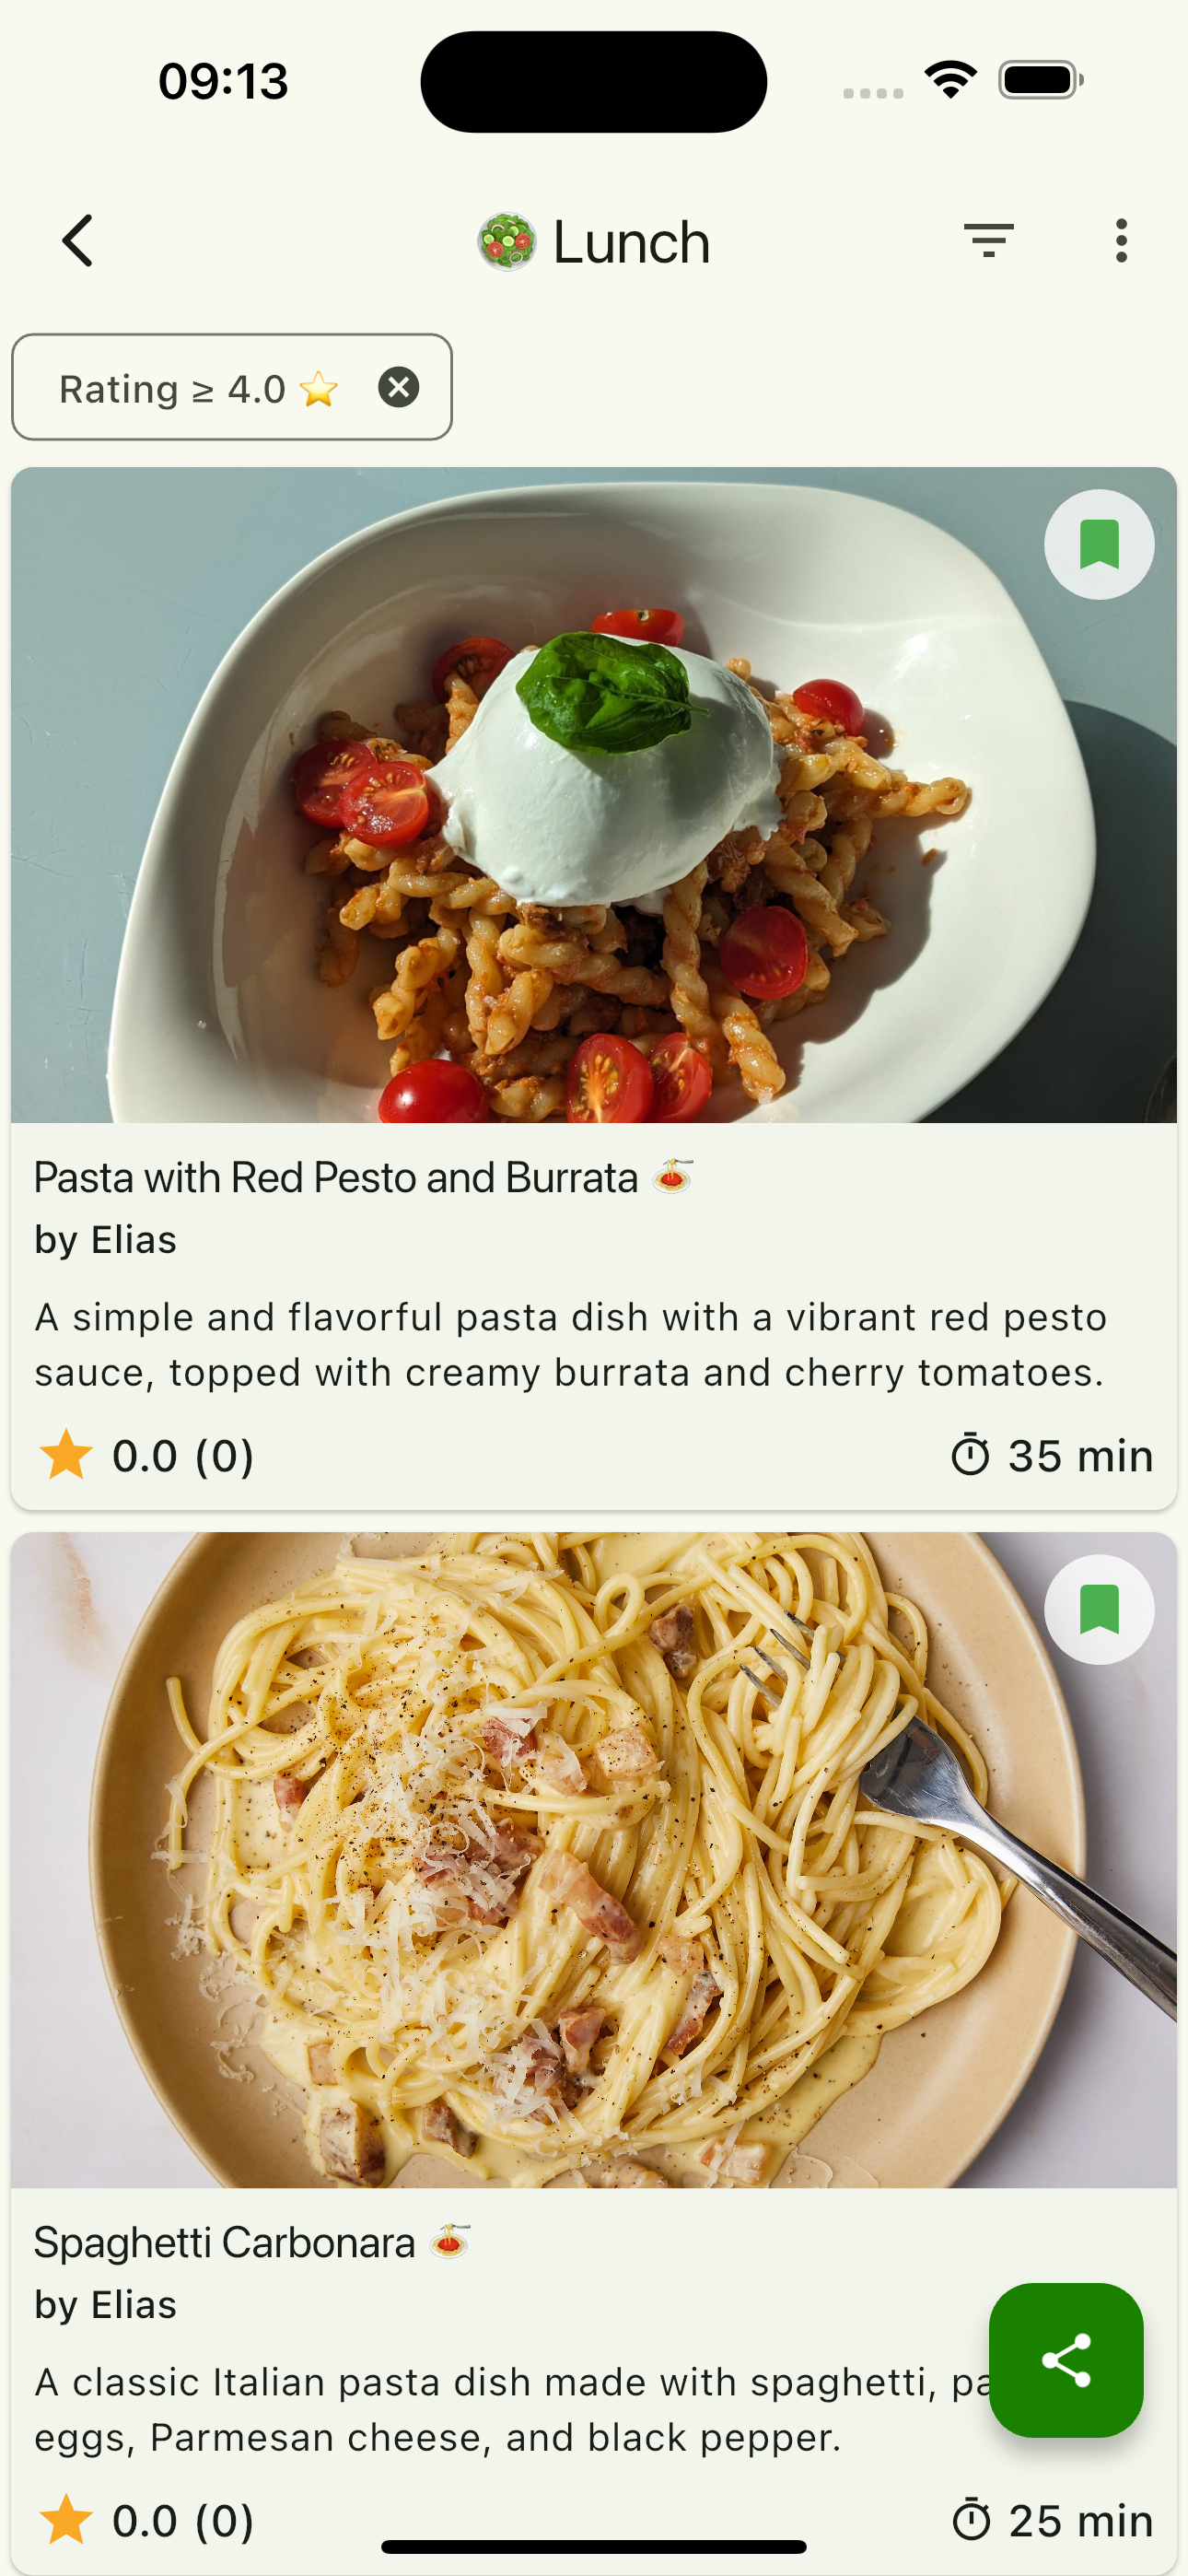 09:13
🥗 Lunch
Rating ≥ 4.0 ⭐
Pasta with Red Pesto and Burrata 🍝
by Elias
A simple and flavorful pasta dish with a vibrant red pesto
sauce, topped with creamy burrata and cherry tomatoes.
0.0 (0)
35 min
Spaghetti Carbonara 🍝
by Elias
A classic Italian pasta dish made with spaghetti,
eggs, Parmesan cheese, and black pepper.
0.0 (0)
25 min